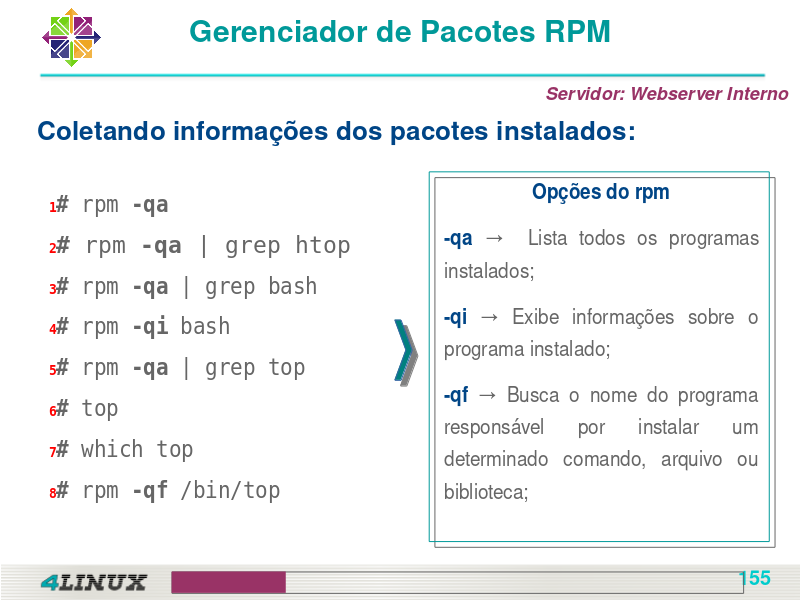 Gerenciador de Pacotes RPM
Servidor: Webserver Interno
Coletando informações dos pacotes instalados:
1# rpm -qa
2# rpm -qa | grep htop
3# rpm -qa | grep bash
4# rpm -qi bash
5# rpm -qa | grep top
6# top
7# which top
8# rpm -qf /bin/top
Opções do rpm
-qa → Lista todos os programas
instalados;
-qi → Exibe informações sobre o
programa instalado;
-qf → Busca o nome do programa
responsável por instalar um
determinado comando, arquivo ou
biblioteca;
4LINUX
155